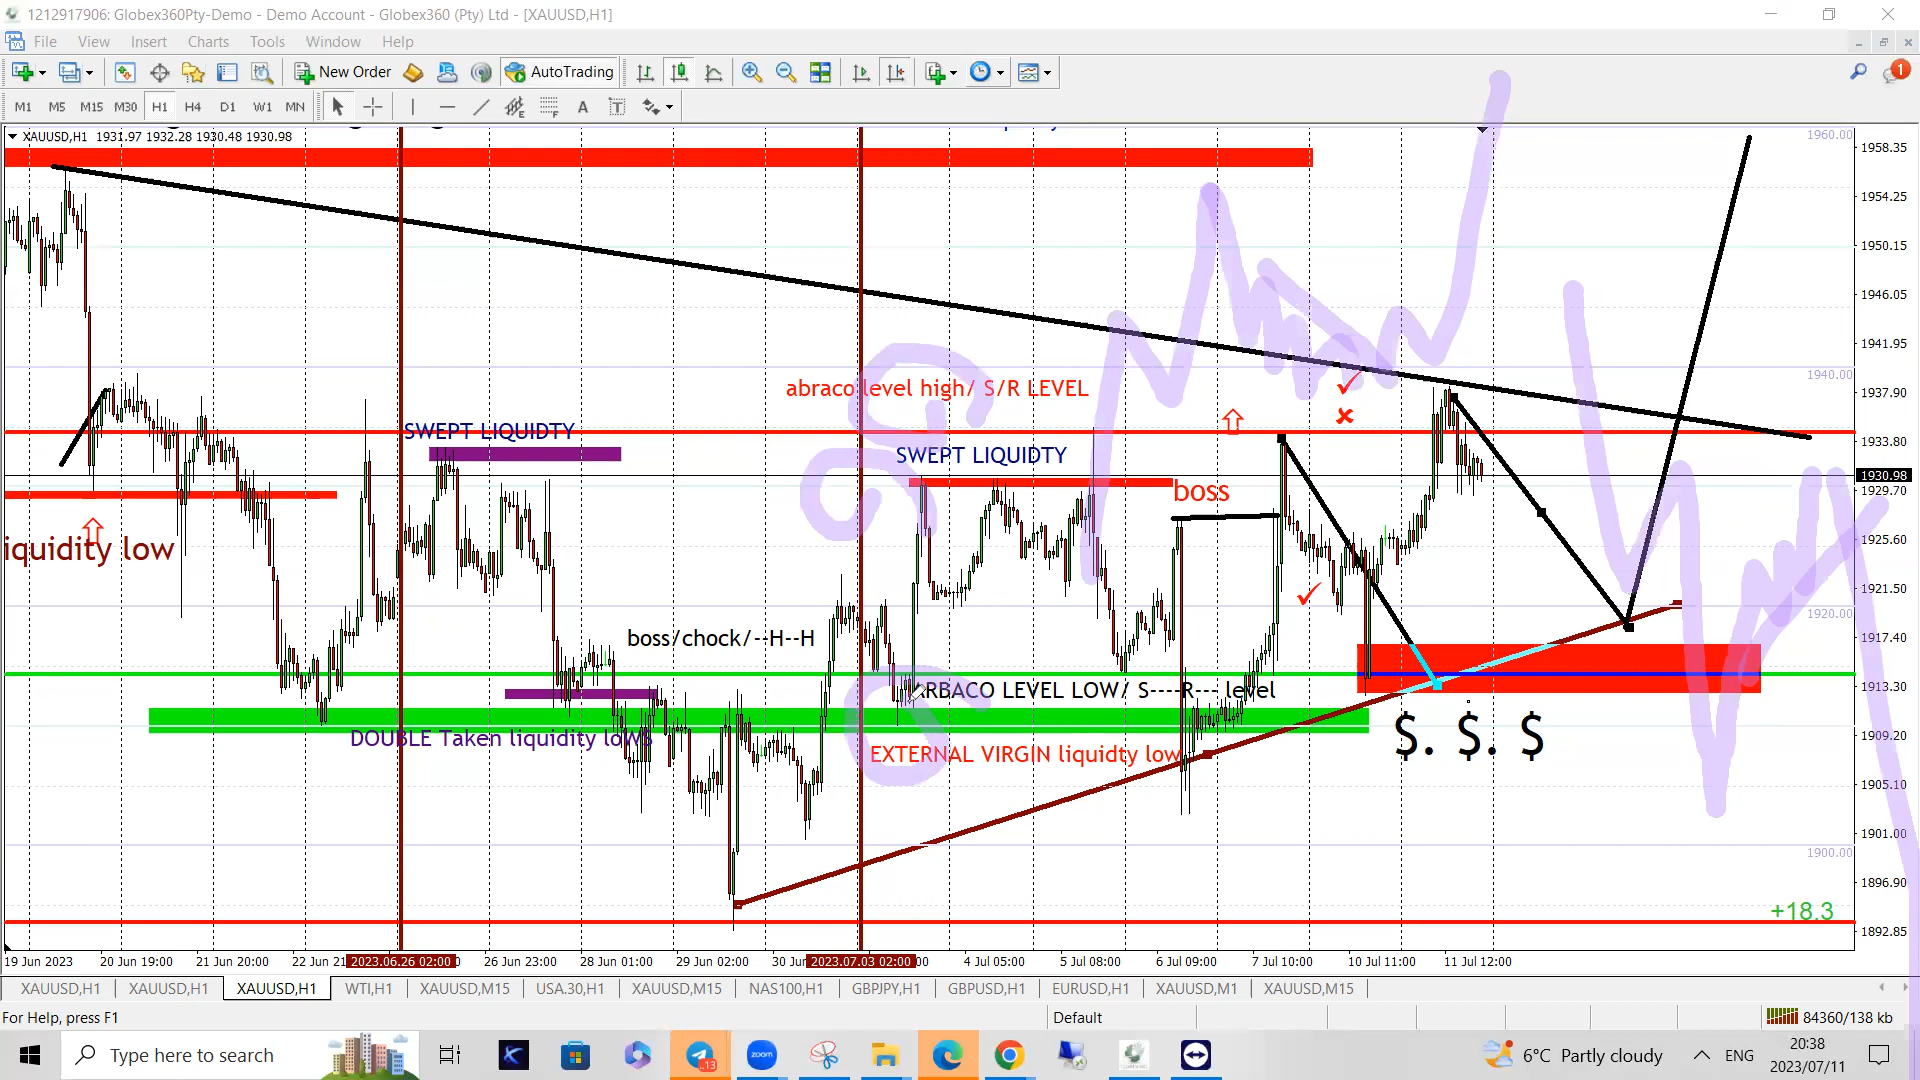 1212917906: Globex360Pty-Demo - Demo Account - Globex360 (Pty) Ltd - [XAUUSD,H1]
File View Insert Charts Tools Window Help
New Order AutoTrading 1
M1 M5 M15 M30 H1 H4 D1 W1 MN A T
XAUUSD,H1 1931.97 1932.28 1930.48 1930.98
1960.00
1958.35
1954.25
1950.15
1946.05
1941.95
1940.00
abraco level high/ S/R LEVEL
1937.90
SWEPT LIQUIDTY
1933.80
SWEPT LIQUIDTY
1930.98
boss
1929.70
iquidity low
1925.60
1921.50
1920.00
boss/chock/--H--H
1917.40
RBACO LEVEL LOW/ S----R--- level
1913.30
DOUBLE Taken liquidity lowS
$. $. $
1909.20
EXTERNAL VIRGIN liquidty low
1905.10
1901.00
1900.00
1896.90
+18.3
1892.85
19 Jun 2023 20 Jun 19:00 21 Jun 20:00 22 Jun 21 2023.06.26 02:00 26 Jun 23:00 28 Jun 01:00 29 Jun 02:00 30 Jun 2023.07.03 02:00 4 Jul 05:00 5 Jul 08:00 6 Jul 09:00 7 Jul 10:00 10 Jul 11:00 11 Jul 12:00
XAUUSD,H1 XAUUSD,H1 XAUUSD,H1 WTI,H1 XAUUSD,M15 USA.30,H1 XAUUSD,M15 NAS100,H1 GBPJPY,H1 GBPUSD,H1 EURUSD,H1 XAUUSD,M1 XAUUSD,M15
For Help, press F1 Default 84360/138 kb
Type here to search 13 zoom 6°C Partly cloudy ENG 20:38
2023/07/11